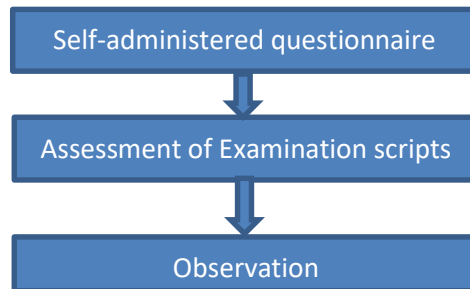 Self-administered questionnaire
Assessment of Examination scripts
Observation